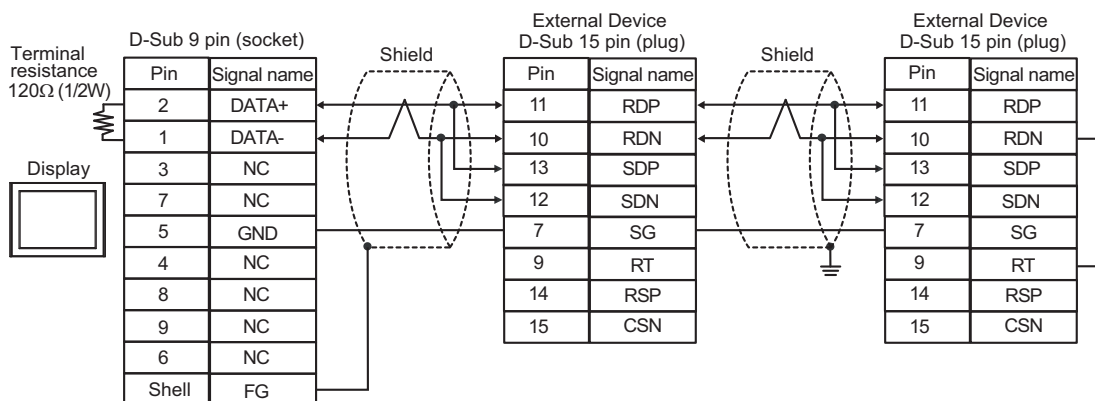 Terminal
resistance
120Ω (1/2W)
Display
D-Sub 9 pin (socket)
Pin Signal name
2 DATA+
1 DATA-
3 NC
7 NC
5 GND
4 NC
8 NC
9 NC
6 NC
Shell FG
Shield
External Device
D-Sub 15 pin (plug)
Pin Signal name
11 RDP
10 RDN
13 SDP
12 SDN
7 SG
9 RT
14 RSP
15 CSN
Shield
External Device
D-Sub 15 pin (plug)
Pin Signal name
11 RDP
10 RDN
13 SDP
12 SDN
7 SG
9 RT
14 RSP
15 CSN